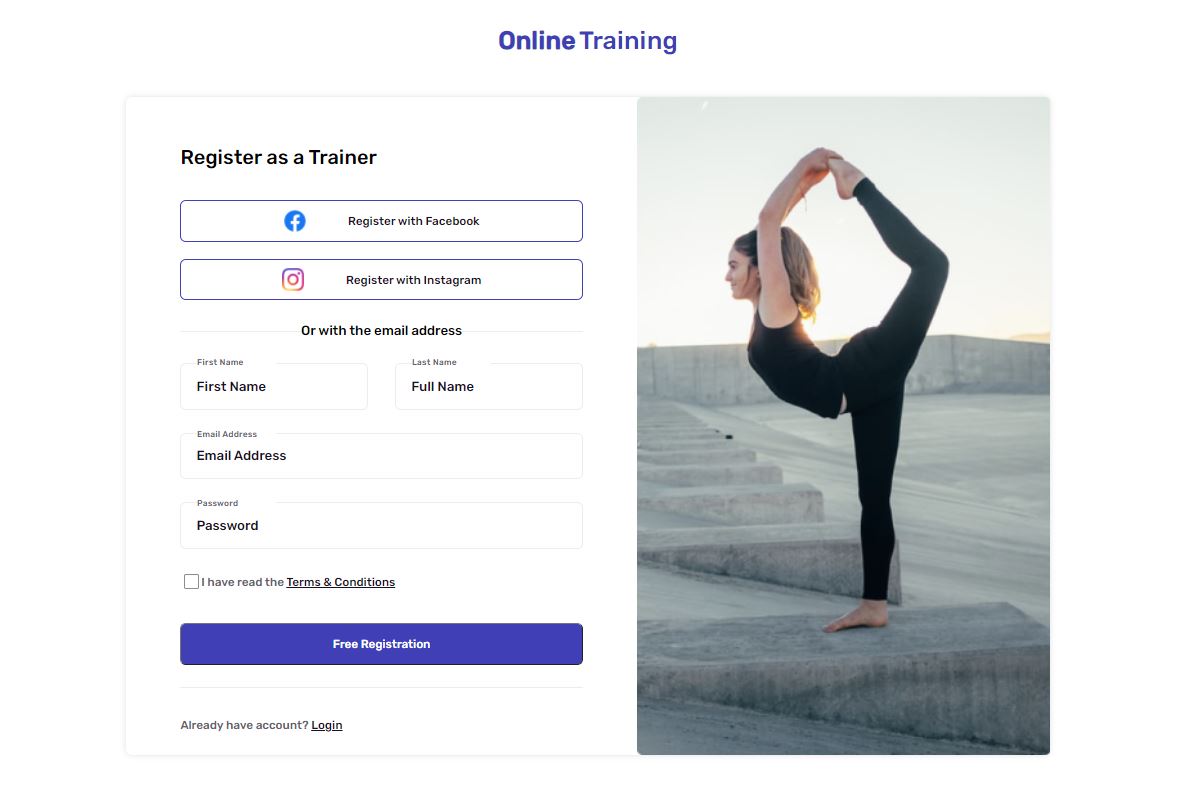 Online Training
Register as a Trainer
Register with Facebook
Register with Instagram
Or with the email address
First Name
First Name
Last Name
Full Name
Email Address
Email Address
Password
Password
I have read the Terms & Conditions
Free Registration
Already have account? Login